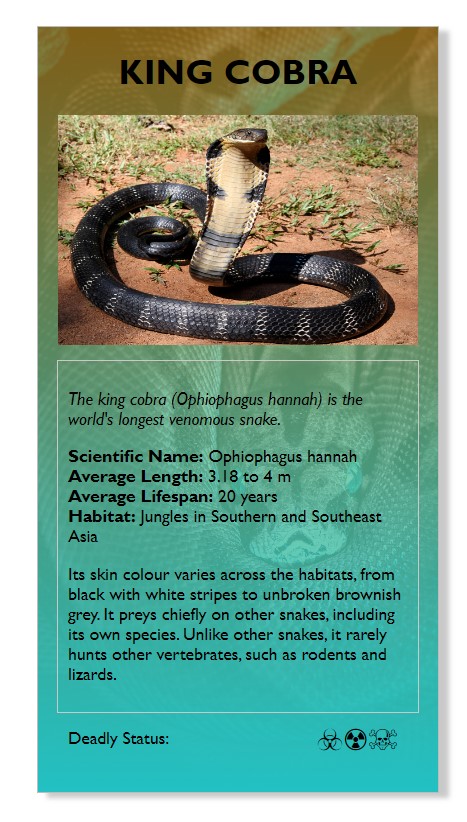 KING COBRA
The king cobra (Ophiophagus hannah) is the
world's longest venomous snake.
Scientific Name: Ophiophagus hannah
Average Length: 3.18 to 4 m
Average Lifespan: 20 years
Habitat: Jungles in Southern and Southeast
Asia
Its skin colour varies across the habitats, from
black with white stripes to unbroken brownish
grey. It preys chiefly on other snakes, including
its own species. Unlike other snakes, it rarely
hunts other vertebrates, such as rodents and
lizards.
Deadly Status: ☣☢☠